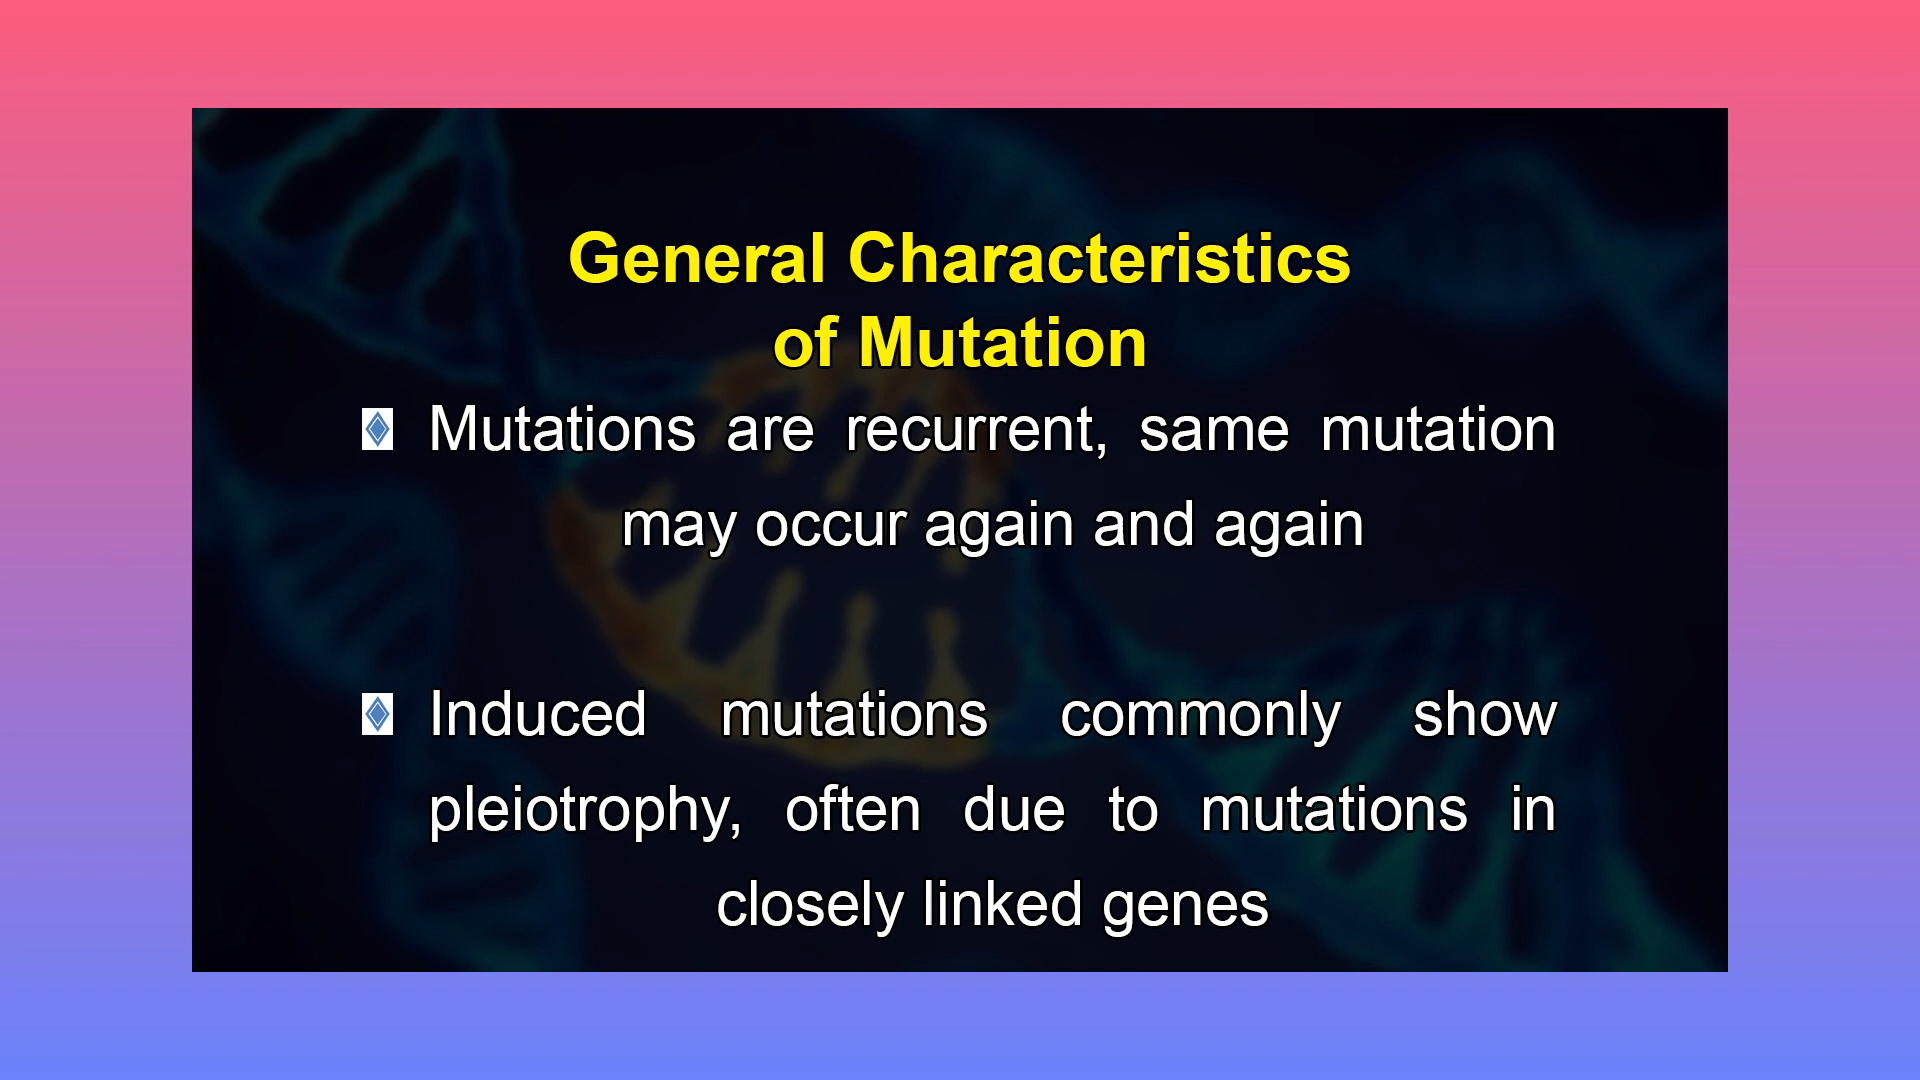 General Characteristics
of Mutation
Mutations are recurrent, same mutation
may occur again and again
Induced mutations commonly show
pleiotrophy, often due to mutations in
closely linked genes